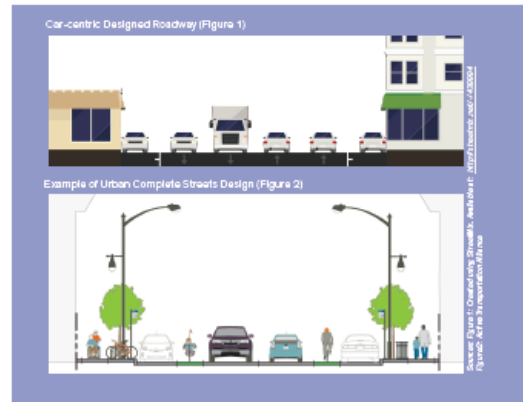 Car-centric Designed Roadway (Figure 1)
Example of Urban Complete Streets Design (Figure 2)
Sources: Figure 1: Created using StreetMix. Available at:
Figure 2: Active Transportation Alliance